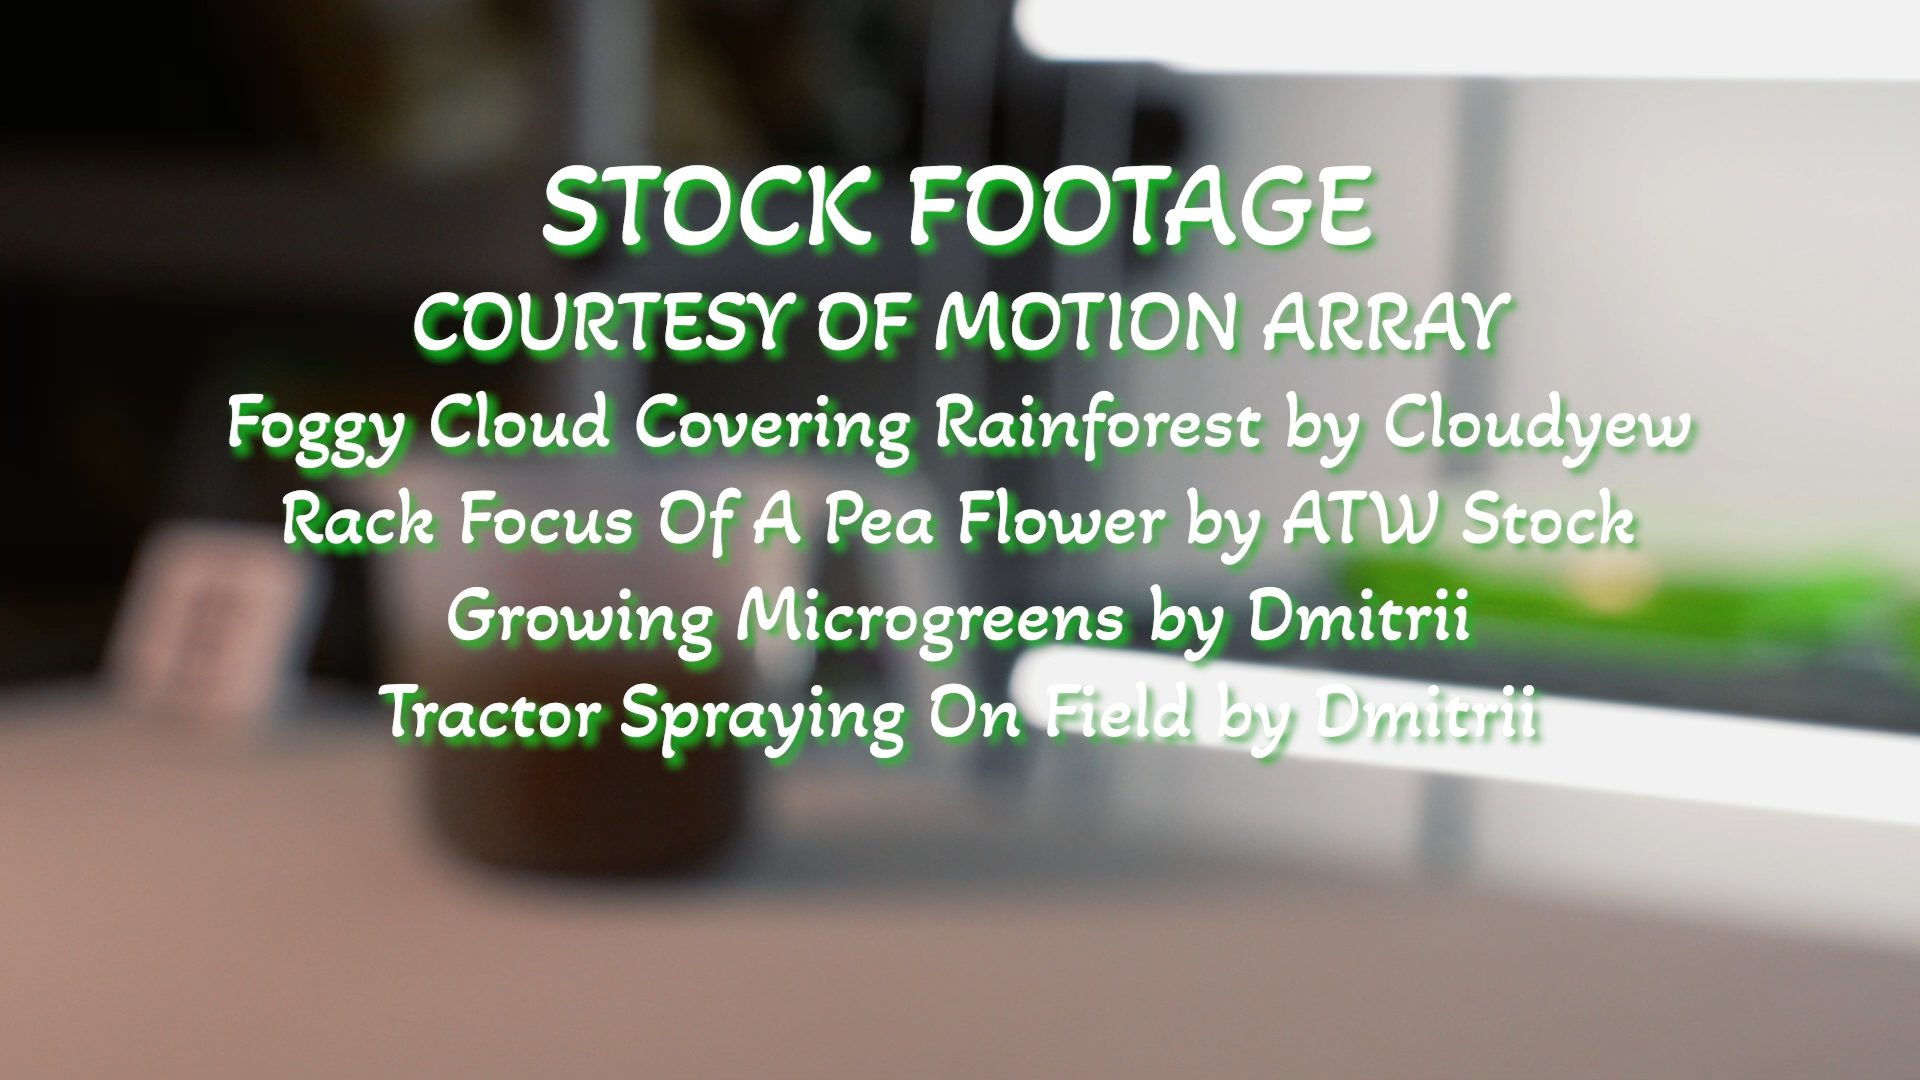 STOCK FOOTAGE
COURTESY OF MOTION ARRAY
Foggy Cloud Covering Rainforest by Cloudyew
Rack Focus Of A Pea Flower by ATW Stock
Growing Microgreens by Dmitrii
Tractor Spraying On Field by Dmitrii